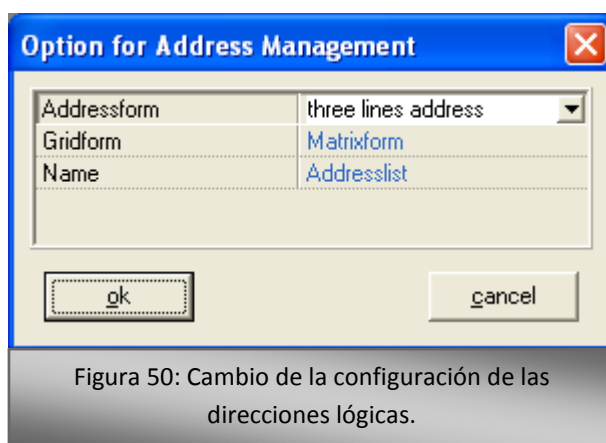 Option for Address Management
Addressform three lines address
Gridform Matrixform
Name Addresslist
ok cancel
Figura 50: Cambio de la configuración de las
direcciones lógicas.